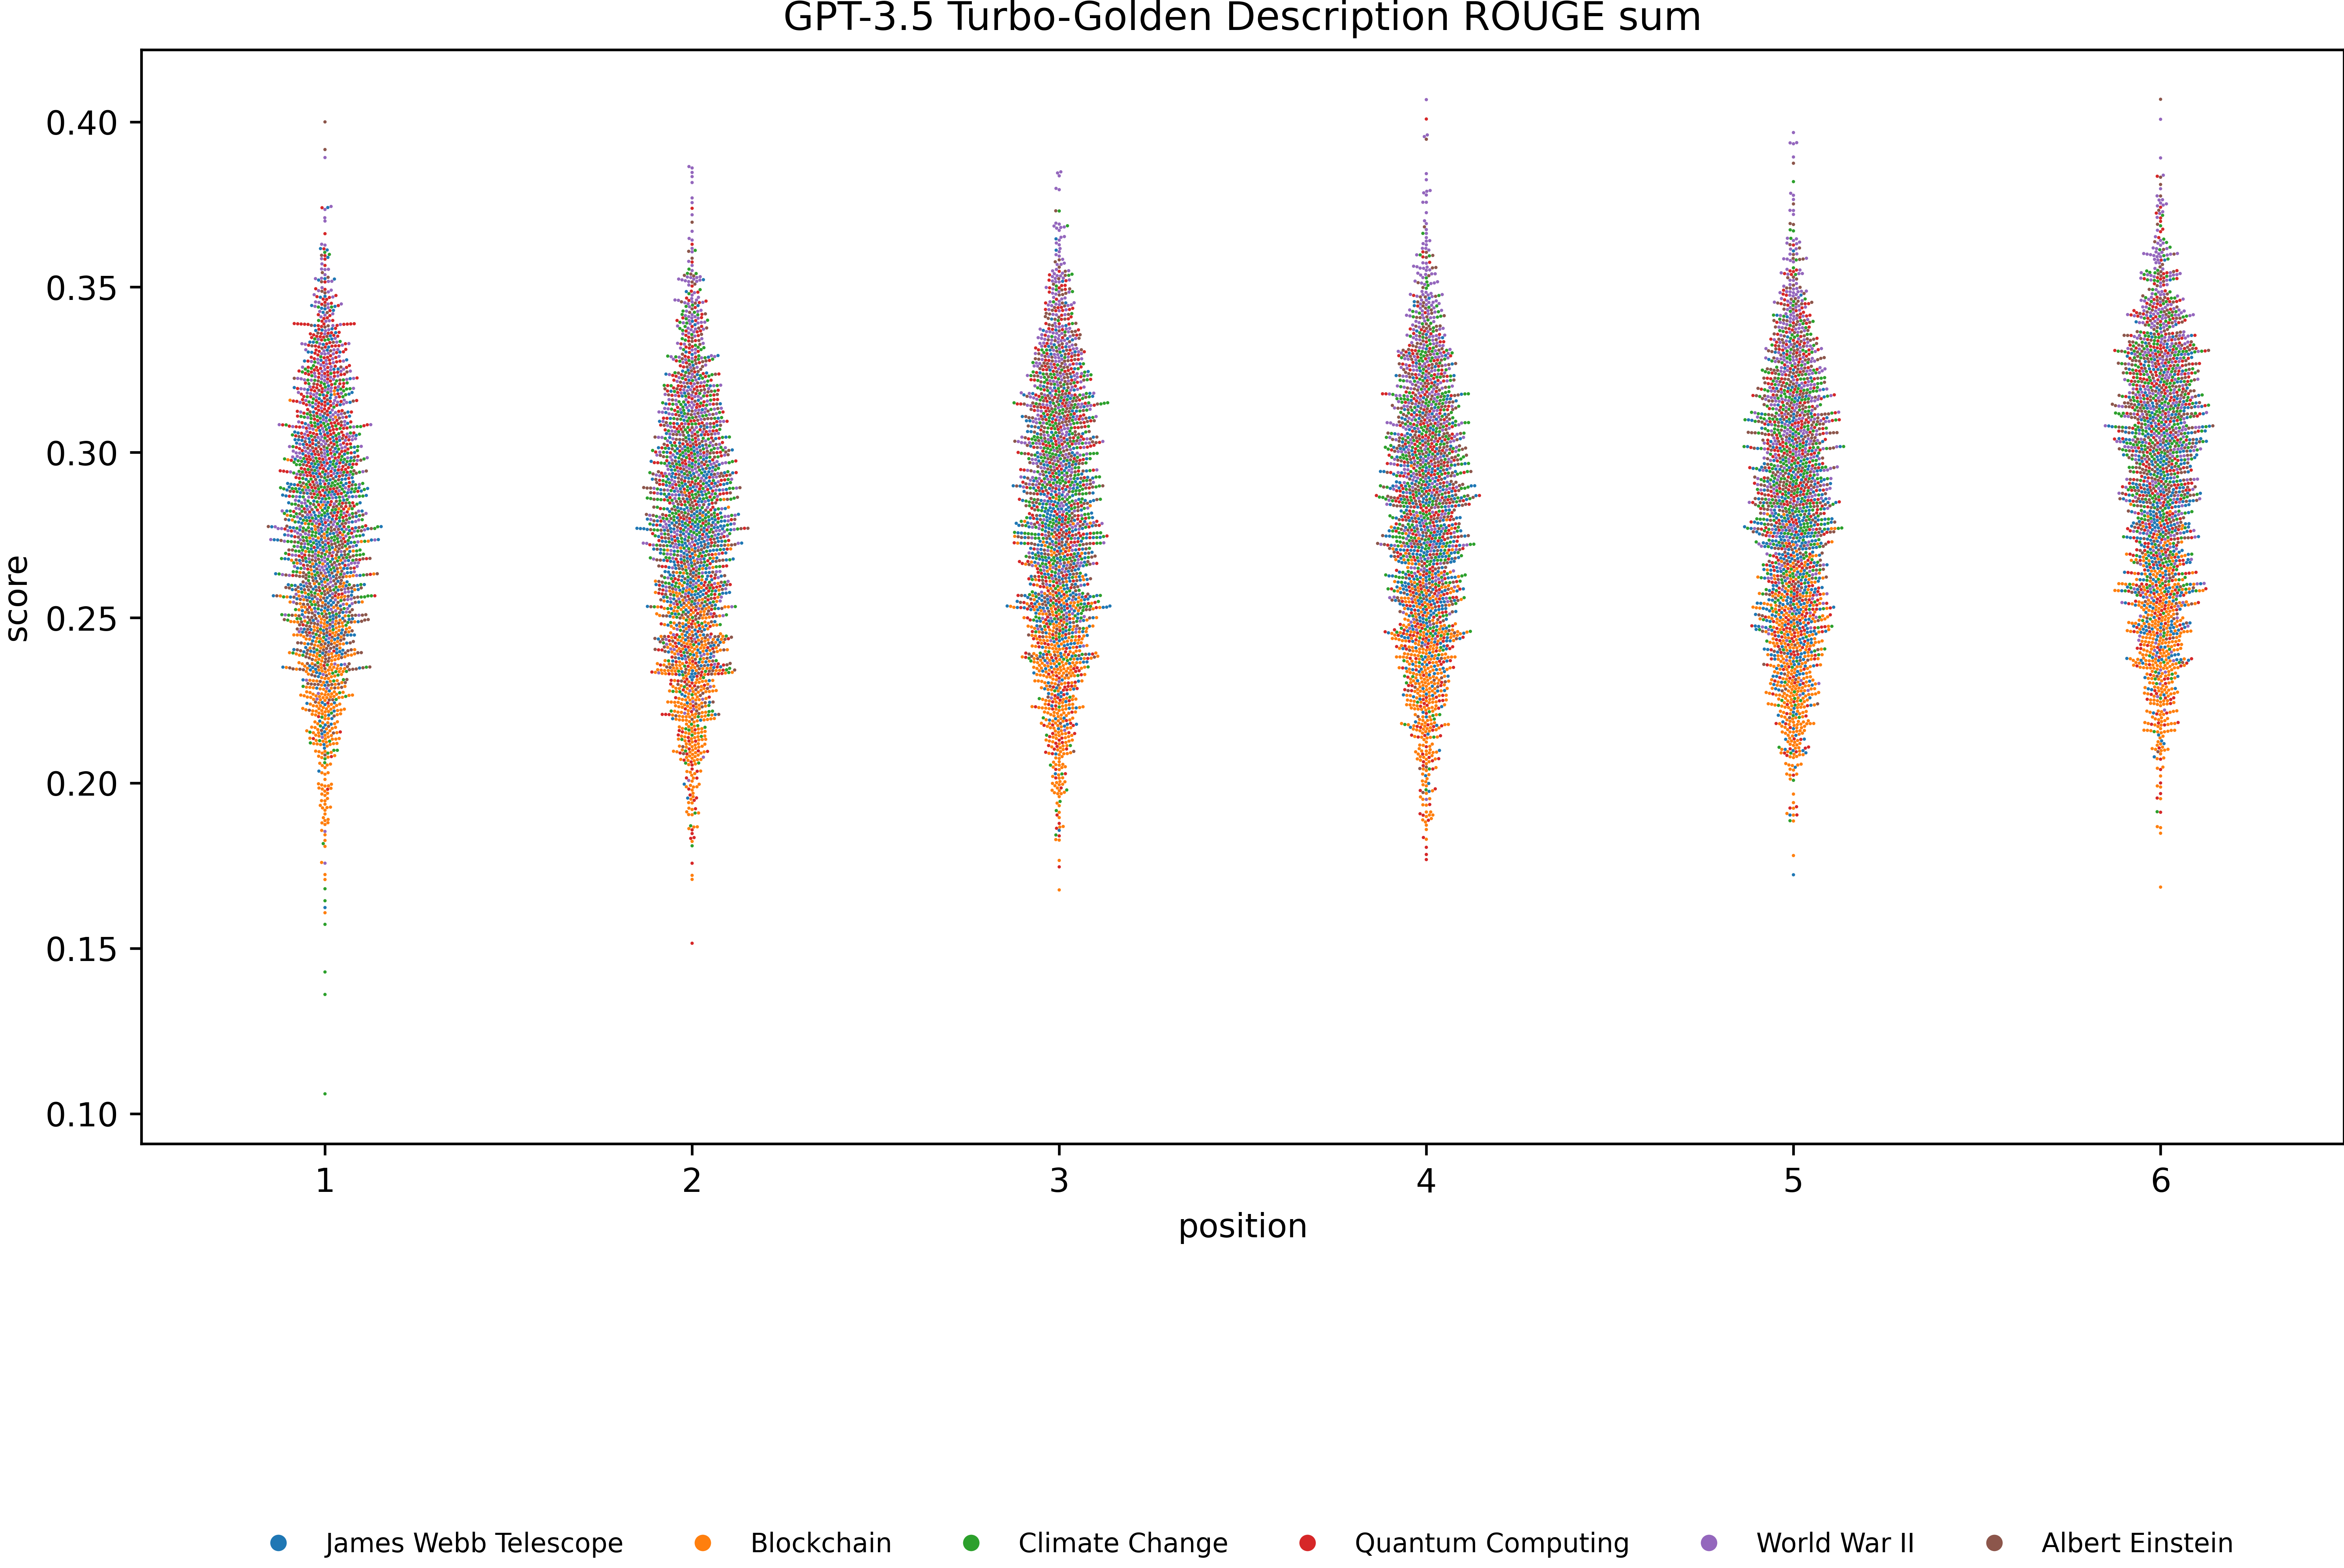 GPT-3.5 Turbo-Golden Description ROUGE sum
score
0.40
0.35
0.30
0.25
0.20
0.15
0.10
1 2 3 4 5 6
position
James Webb Telescope Blockchain Climate Change Quantum Computing World War II Albert Einstein